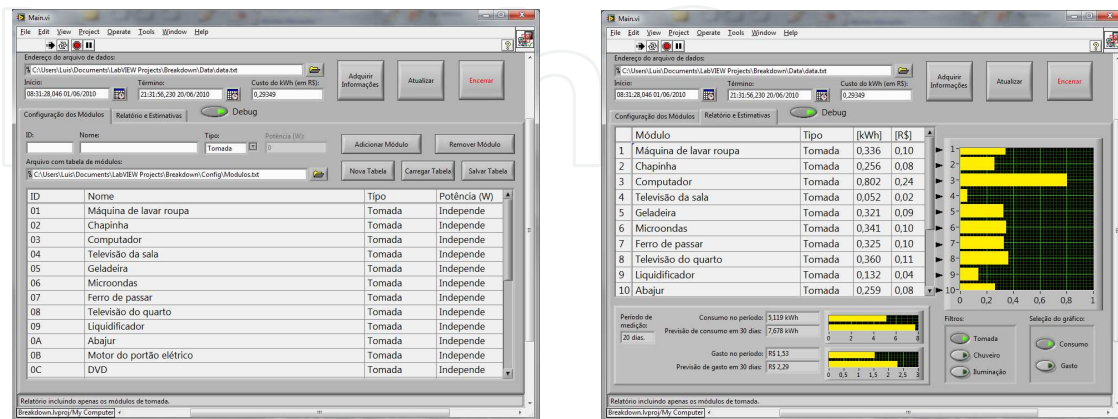 Main.vi
File Edit View Project Operate Tools Window Help
Endereço do arquivo de dados:
C:\Users\Luis\Documents\LabVIEW Projects\Breakdown\Data\data.txt
Início: Término: Custo do kWh (em R$):
08:31:28,046 01/06/2010 21:31:56,230 20/06/2010 0,29349
Adquirir Informações Atualizar Encerrar
Configuração dos Módulos Relatório e Estimativas Debug
ID: Nome: Tipo: Potência (W):
Tomada 0
Adicionar Módulo Remover Módulo
Arquivo com tabela de módulos:
C:\Users\Luis\Documents\LabVIEW Projects\Breakdown\Config\Modulos.txt
Nova Tabela Carregar Tabela Salvar Tabela
ID Nome Tipo Potência (W)
01 Máquina de lavar roupa Tomada Independe
02 Chapinha Tomada Independe
03 Computador Tomada Independe
04 Televisão da sala Tomada Independe
05 Geladeira Tomada Independe
06 Microondas Tomada Independe
07 Ferro de passar Tomada Independe
08 Televisão do quarto Tomada Independe
09 Liquidificador Tomada Independe
0A Abajur Tomada Independe
0B Motor do portão elétrico Tomada Independe
0C DVD Tomada Independe
Relatório incluindo apenas os módulos de tomada.
Breakdown.lvproj/My Computer
Main.vi
File Edit View Project Operate Tools Window Help
Endereço do arquivo de dados:
C:\Users\Luis\Documents\LabVIEW Projects\Breakdown\Data\data.txt
Início: Término: Custo do kWh (em R$):
08:31:28,046 01/06/2010 21:31:56,230 20/06/2010 0,29349
Adquirir Informações Atualizar Encerrar
Configuração dos Módulos Relatório e Estimativas Debug
Módulo Tipo [kWh] [R$]
1 Máquina de lavar roupa Tomada 0,336 0,10 1
2 Chapinha Tomada 0,256 0,08 2
3 Computador Tomada 0,802 0,24 3
4 Televisão da sala Tomada 0,052 0,02 4
5 Geladeira Tomada 0,321 0,09 5
6 Microondas Tomada 0,341 0,10 6
7 Ferro de passar Tomada 0,325 0,10 7
8 Televisão do quarto Tomada 0,360 0,11 8
9 Liquidificador Tomada 0,132 0,04 9
10 Abajur Tomada 0,259 0,08 10
0 0,2 0,4 0,6 0,8 1
Período de medição:
20 dias.
Consumo no período: 5,119 kWh
Previsão de consumo em 30 dias: 7,678 kWh
0 2 4 6 8
Gasto no período: R$ 1,53
Previsão de gasto em 30 dias: R$ 2,29
0 0,5 1 1,5 2 2,5 3
Filtros:
Tomada
Chuveiro
Iluminação
Seleção do gráfico:
Consumo
Gasto
Relatório incluindo apenas os módulos de tomada.
Breakdown.lvproj/My Computer